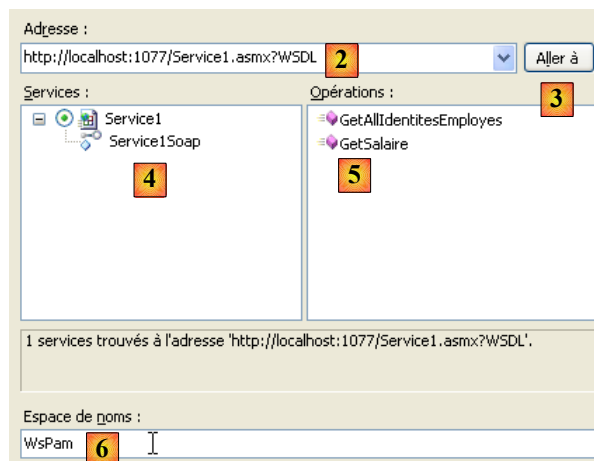 Adresse :
http://localhost:1077/Service1.asmx?WSDL 2 Aller à
3
Services : Opérations :
Service1 GetAllIdentitesEmployes
Service1Soap GetSalaire
4 5
1 services trouvés à l'adresse 'http://localhost:1077/Service1.asmx?WSDL'.
Espace de noms :
WsPam 6